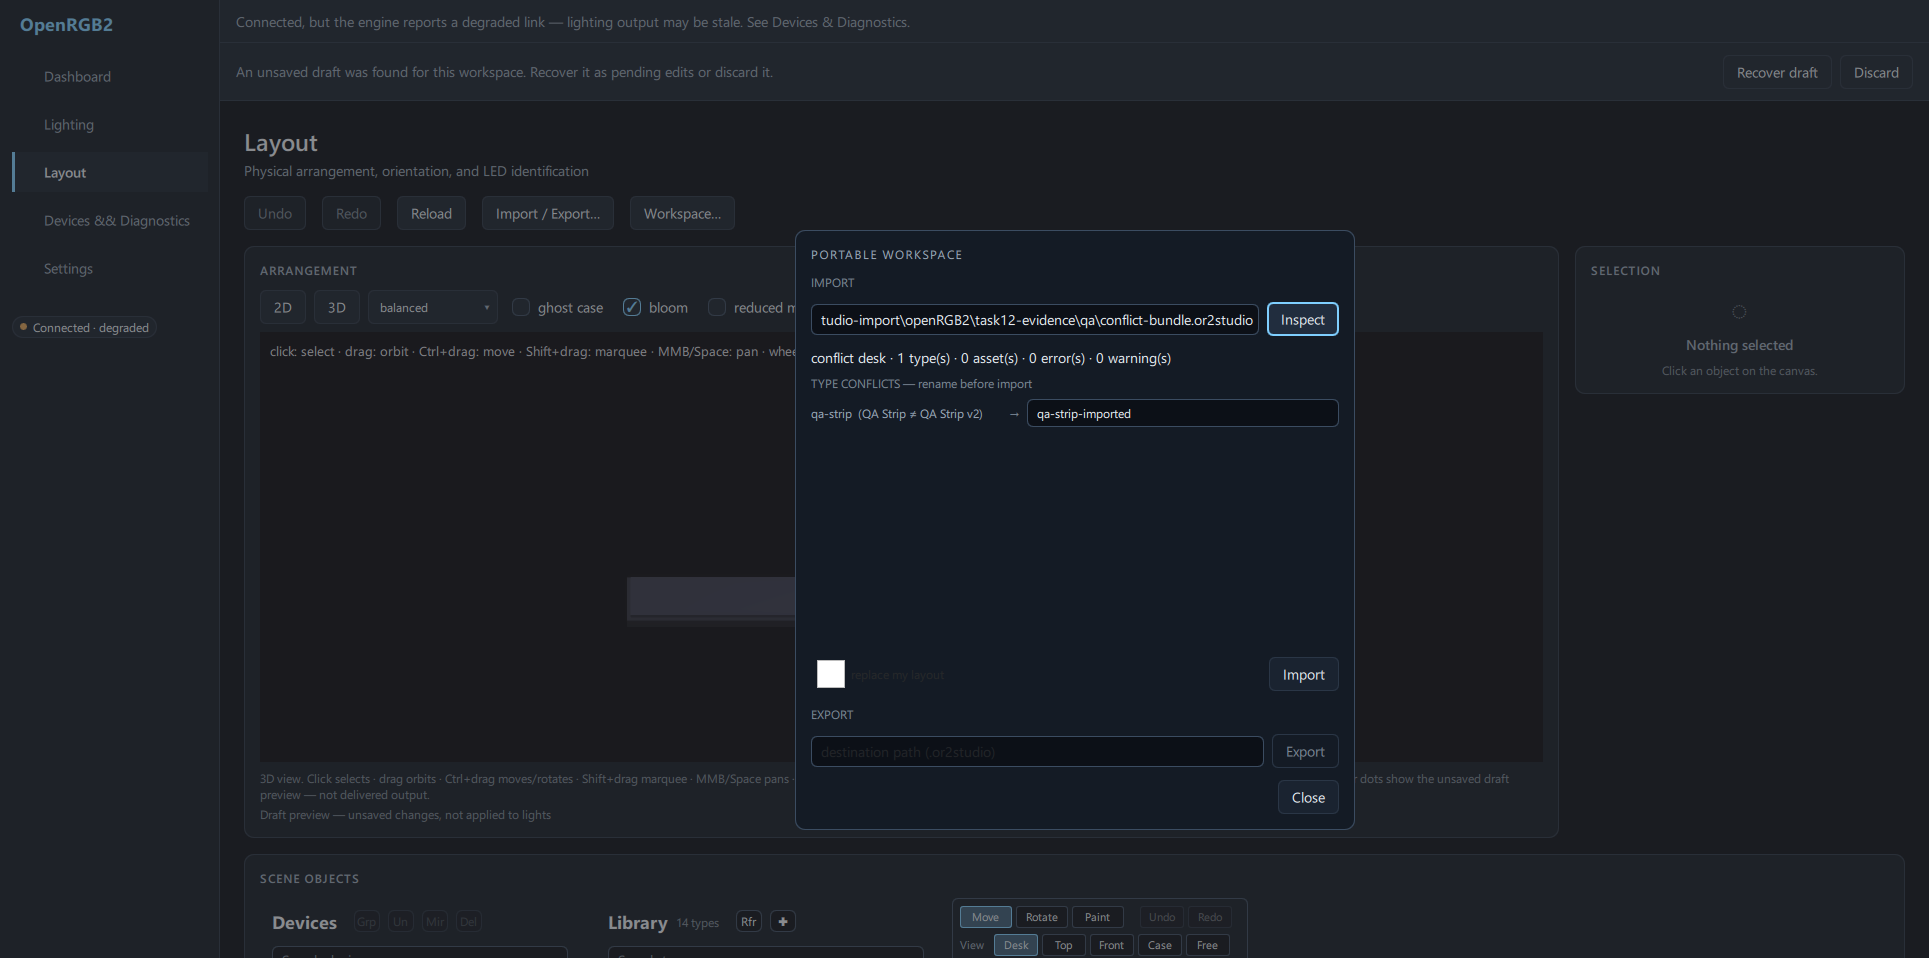 OpenRGB2
Dashboard
Lighting
Layout
Devices && Diagnostics
Settings
Connected · degraded
Connected, but the engine reports a degraded link — lighting output may be stale. See Devices & Diagnostics.
An unsaved draft was found for this workspace. Recover it as pending edits or discard it.
Recover draft
Discard
Layout
Physical arrangement, orientation, and LED identification
Undo
Redo
Reload
Import / Export...
Workspace...
ARRANGEMENT
2D
3D
balanced
ghost case
bloom
reduced m
click: select · drag: orbit · Ctrl+drag: move · Shift+drag: marquee · MMB/Space: pan · whee
3D view. Click selects · drag orbits · Ctrl+drag moves/rotates · Shift+drag marquee · MMB/Space pans ·
r dots show the unsaved draft
preview — not delivered output.
Draft preview — unsaved changes, not applied to lights
PORTABLE WORKSPACE
IMPORT
tudio-import\openRGB2\task12-evidence\qa\conflict-bundle.or2studio
Inspect
conflict desk · 1 type(s) · 0 asset(s) · 0 error(s) · 0 warning(s)
TYPE CONFLICTS — rename before import
qa-strip (QA Strip ≠ QA Strip v2) → qa-strip-imported
replace my layout
Import
EXPORT
destination path (.or2studio)
Export
Close
SELECTION
Nothing selected
Click an object on the canvas.
SCENE OBJECTS
Devices
Grp
Un
Mir
Del
Library
14 types
Rfr
Move
Rotate
Paint
Undo
Redo
View
Desk
Top
Front
Case
Free